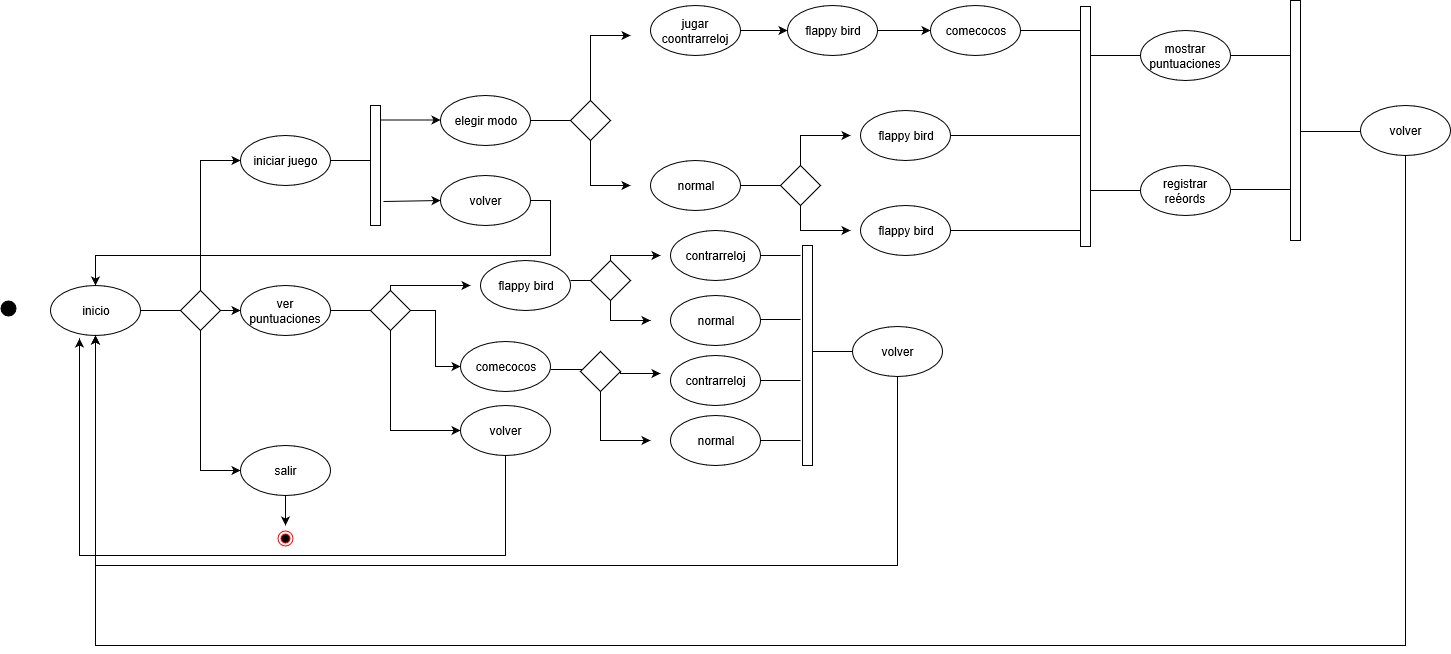 jugar
coontrarreloj
flappy bird
comecocos
mostrar
puntuaciones
elegir modo
iniciar juego
volver
flappy bird
volver
normal
registrar
reéords
flappy bird
inicio
ver
puntuaciones
flappy bird
contrarreloj
normal
volver
comecocos
contrarreloj
volver
normal
salir